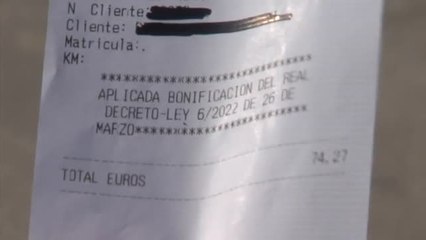 N Cliente:
Cliente:
Matricula:.
KM:
************************************
APLICADA BONIFICACION DEL REAL
DECRETO-LEY 6/2022 DE 26 DE
MARZO******************************
74,27
TOTAL EUROS